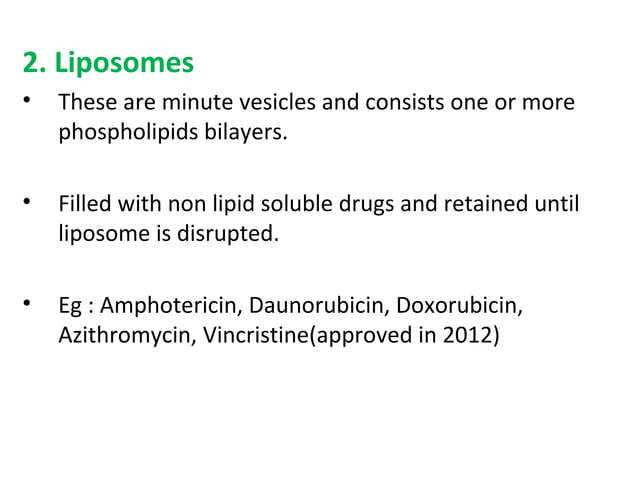 2. Liposomes
• These are minute vesicles and consists one or more
phospholipids bilayers.
• Filled with non lipid soluble drugs and retained until
liposome is disrupted.
• Eg : Amphotericin, Daunorubicin, Doxorubicin,
Azithromycin, Vincristine(approved in 2012)